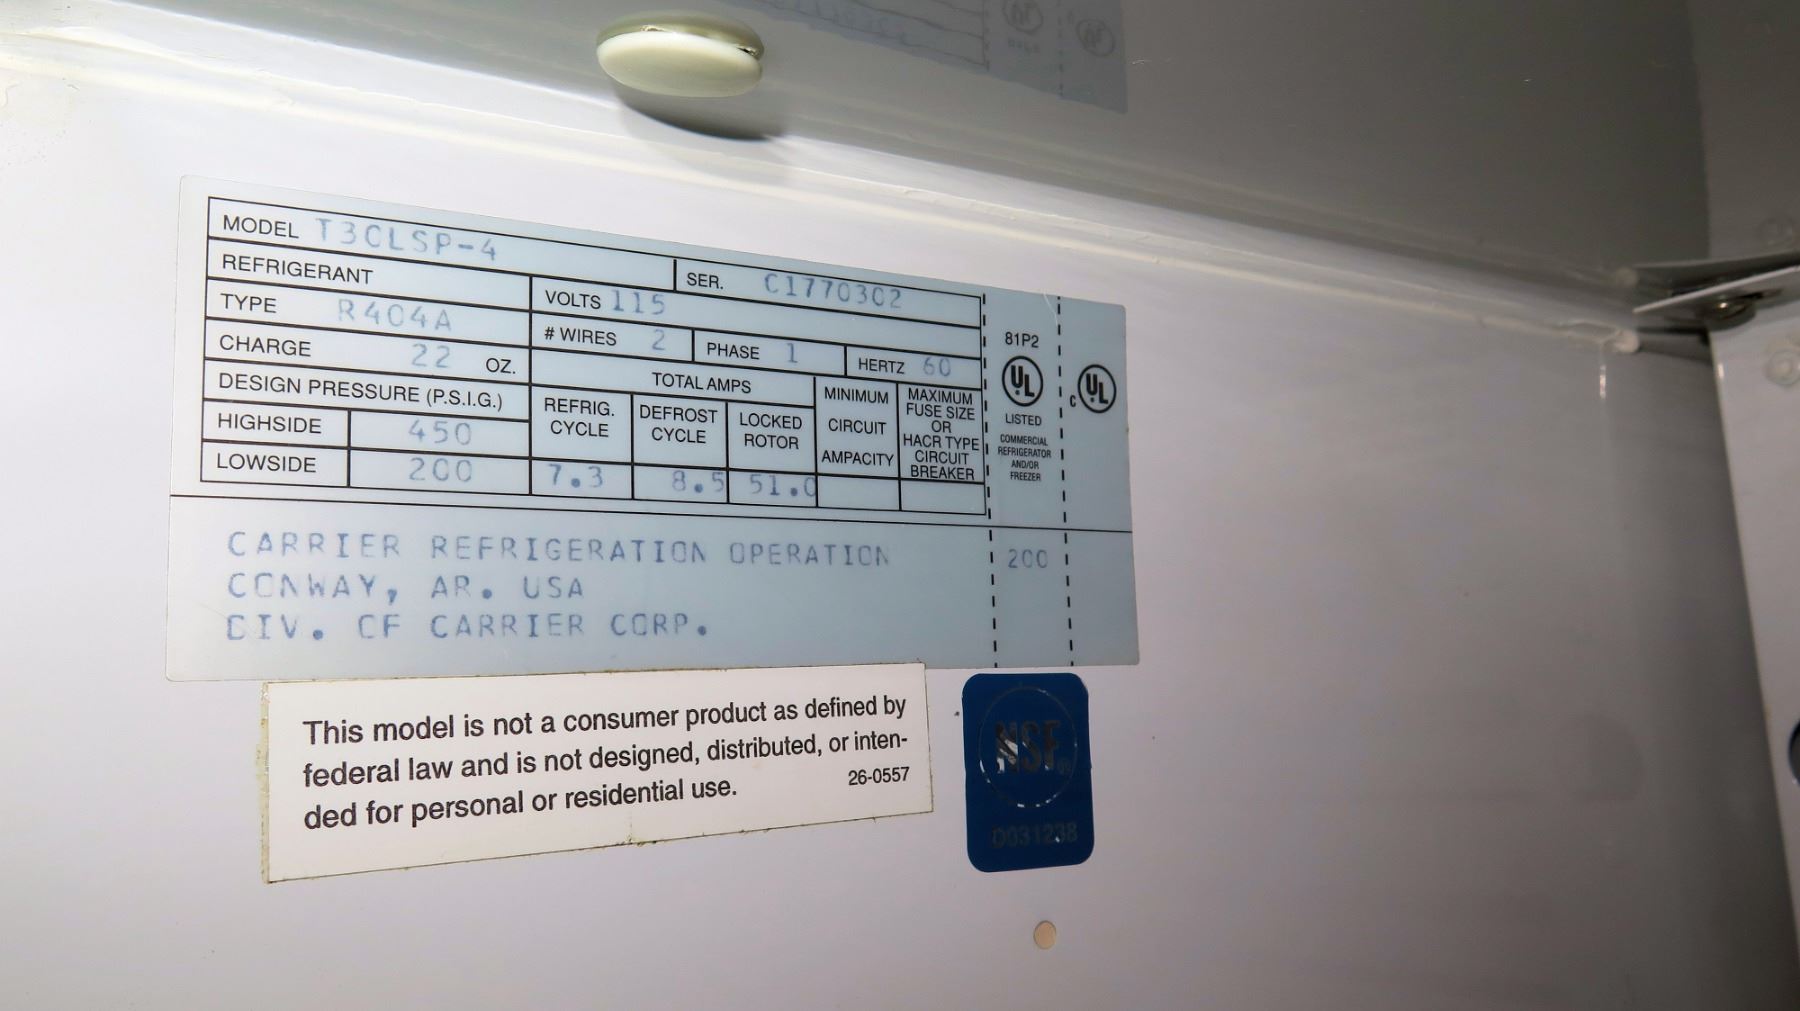 MODEL T3CLSP-4
SER. C1770302
REFRIGERANT
TYPE R404A
VOLTS 115
# WIRES 2 PHASE 1 HERTZ 60
CHARGE 22 OZ.
DESIGN PRESSURE (P.S.I.G.)
HIGHSIDE 450
LOWSIDE 200
TOTAL AMPS
REFRIG.
CYCLE
7.3
DEFROST
CYCLE
8.5
LOCKED
ROTOR
51.0
MINIMUM
CIRCUIT
AMPACITY
MAXIMUM
FUSE SIZE
OR
HACR TYPE
CIRCUIT
BREAKER
81P2
UL
LISTED
COMMERCIAL
REFRIGERATOR
AND/OR
FREEZER
C UL
CARRIER REFRIGERATION OPERATION
CONWAY, AR. USA
DIV. OF CARRIER CORP.
200
This model is not a consumer product as defined by
federal law and is not designed, distributed, or inten-
ded for personal or residential use. 26-0557
NSF®
D031238